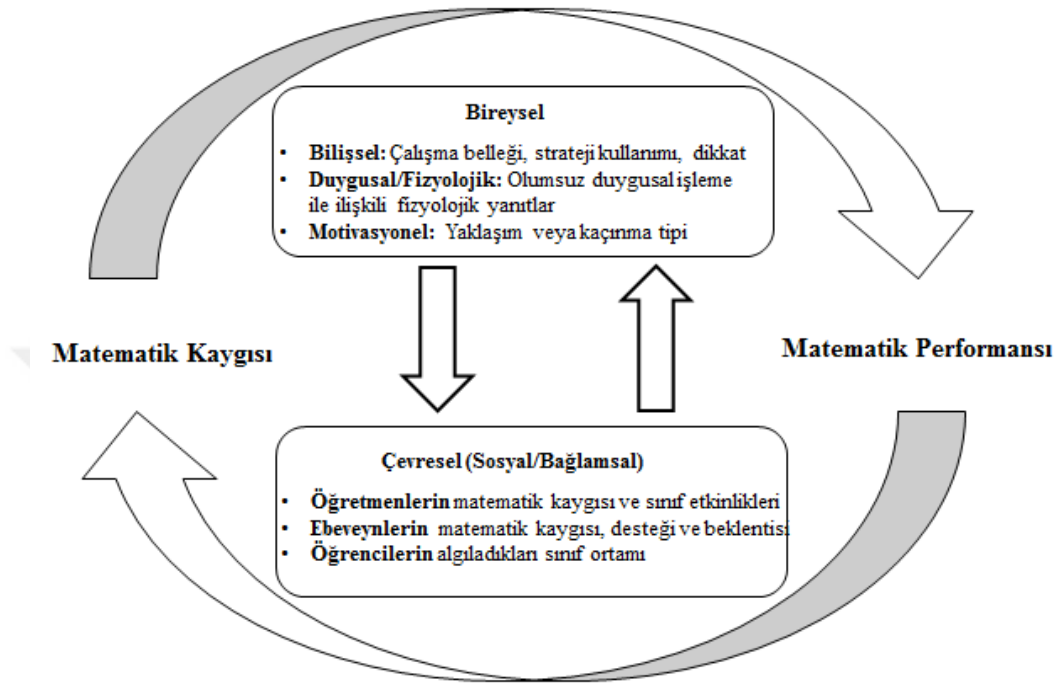 Bireysel
• Bilişsel: Çalışma belleği, strateji kullanımı, dikkat
• Duygusal/Fizyolojik: Olumsuz duygusal işleme
ile ilişkili fizyolojik yanıtlar
• Motivasyonel: Yaklaşım veya kaçınma tipi
Matematik Kaygısı
Matematik Performansı
Çevresel (Sosyal/Bağlamsal)
• Öğretmenlerin matematik kaygısı ve sınıf etkinlikleri
• Ebeveynlerin matematik kaygısı, desteği ve beklentisi
• Öğrencilerin algıladıkları sınıf ortamı